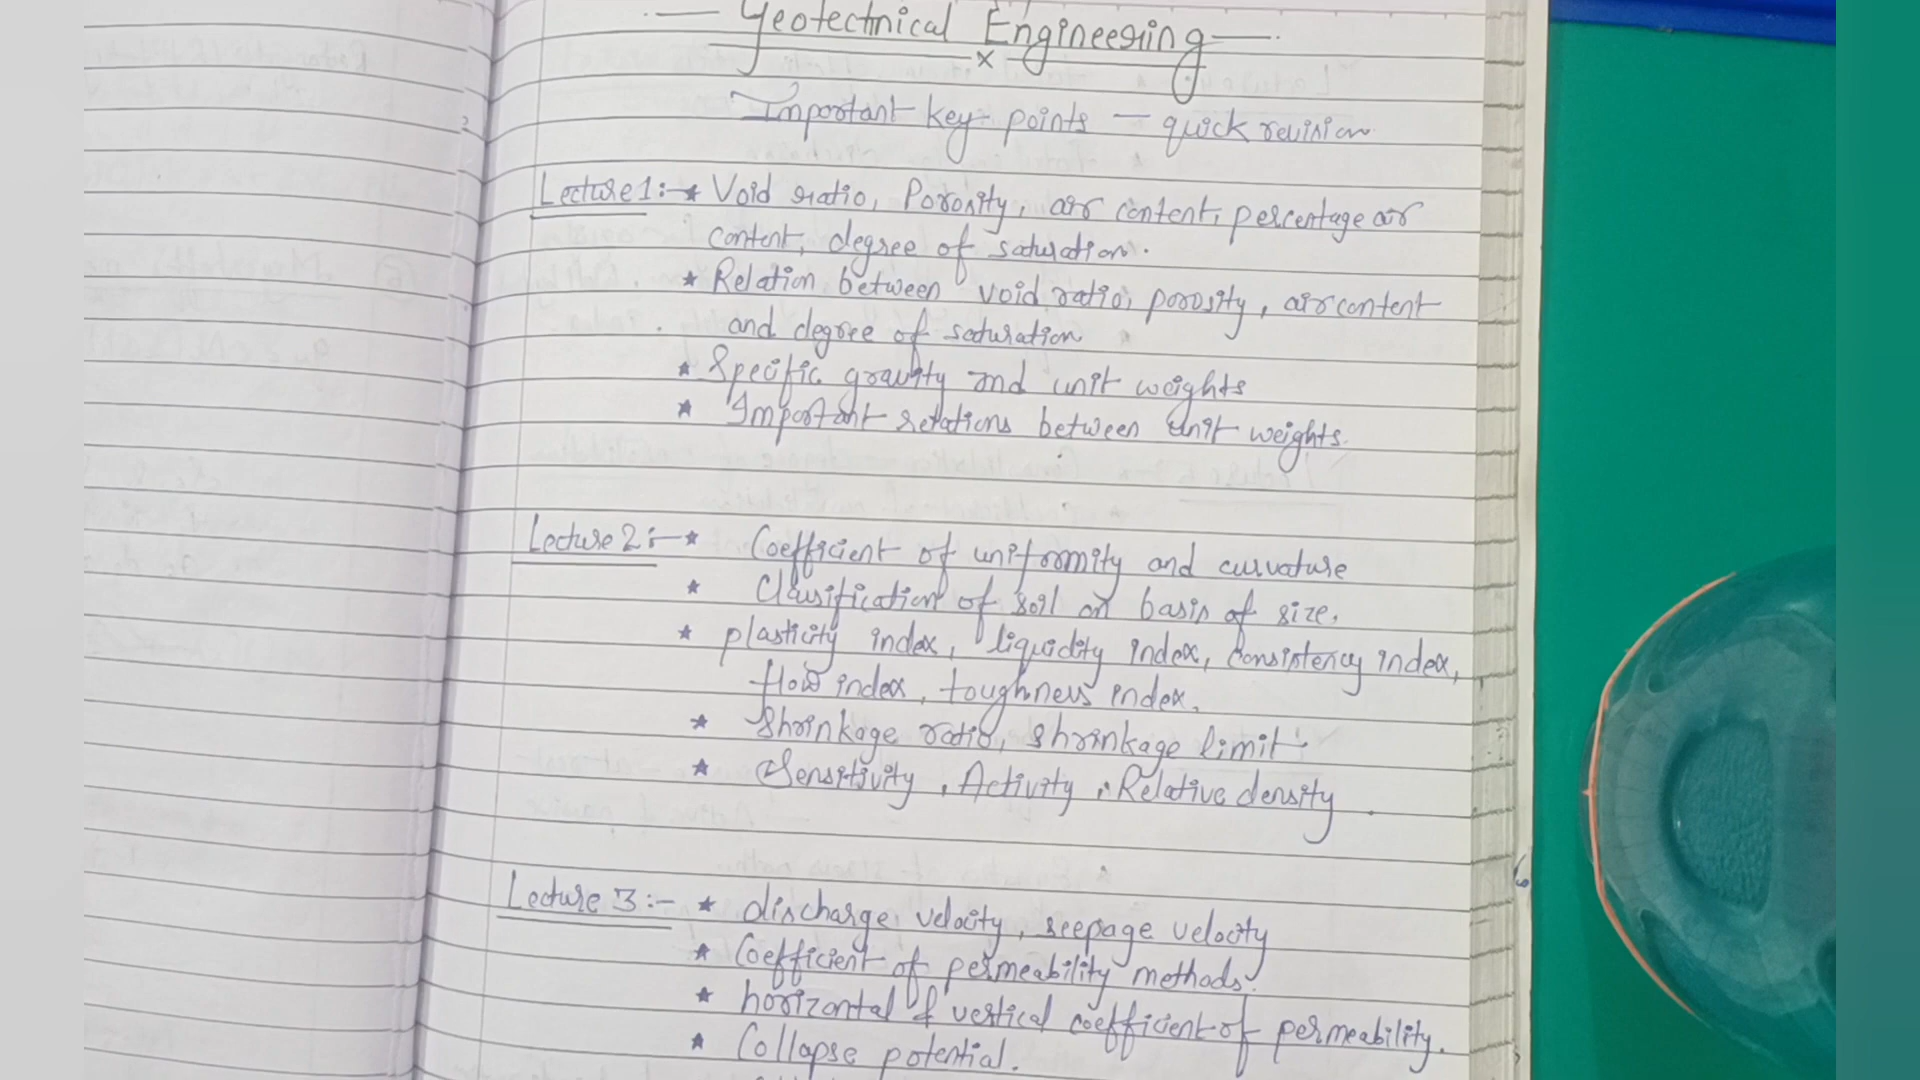 Geotechnical Engineering
x
Important key points — quick revision
Lecture 1:- * Void ratio, Porosity, air content, percentage air
content, degree of saturation.
* Relation between void ratio, porosity, air content
and degree of saturation
* Specific gravity and unit weights
* Important relations between unit weights.
Lecture 2:- * Coefficient of uniformity and curvature
* Classification of soil on basis of size.
* plasticity index, liquidity index, consistency index,
flow index, toughness index.
* Shrinkage ratio, shrinkage limit
* Sensitivity, Activity, Relative density.
Lecture 3:- * discharge velocity, seepage velocity
* Coefficient of permeability methods.
* horizontal & vertical coefficient of permeability.
* Collapse potential.